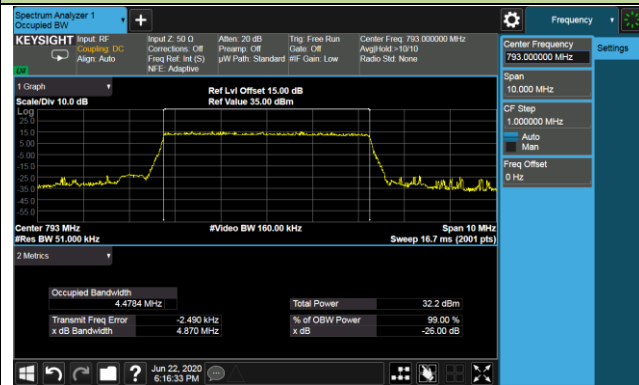 Spectrum Analyzer 1
Occupied BW
Frequency
KEYSIGHT Input: RF Input Z: 50 Ω Atten: 20 dB Trig: Free Run Center Freq: 793.000000 MHz
Coupling: DC Corrections: Off Preamp: Off Gate: Off Avg|Hold:>10/10
Align: Auto Freq Ref: Int (S) µW Path: Standard #IF Gain: Low Radio Std: None
NFE: Adaptive
Center Frequency
793.000000 MHz
Settings
Span
10.000 MHz
CF Step
1.000000 MHz
Auto
Man
Freq Offset
0 Hz
1 Graph
Ref Lvl Offset 15.00 dB
Scale/Div 10.0 dB Ref Value 35.00 dBm
Log
25.0
15.0
5.00
-5.00
-15.0
-25.0
-35.0
-45.0
-55.0
Center 793 MHz #Video BW 160.00 kHz Span 10 MHz
#Res BW 51.000 kHz Sweep 16.7 ms (2001 pts)
2 Metrics
Occupied Bandwidth
4.4784 MHz Total Power 32.2 dBm
Transmit Freq Error -2.490 kHz % of OBW Power 99.00 %
x dB Bandwidth 4.870 MHz x dB -26.00 dB
Jun 22, 2020
6:16:33 PM